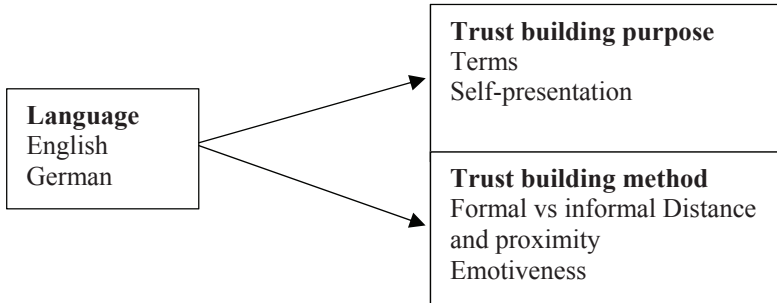 Language
English
German
Trust building purpose
Terms
Self-presentation
Trust building method
Formal vs informal Distance
and proximity
Emotiveness